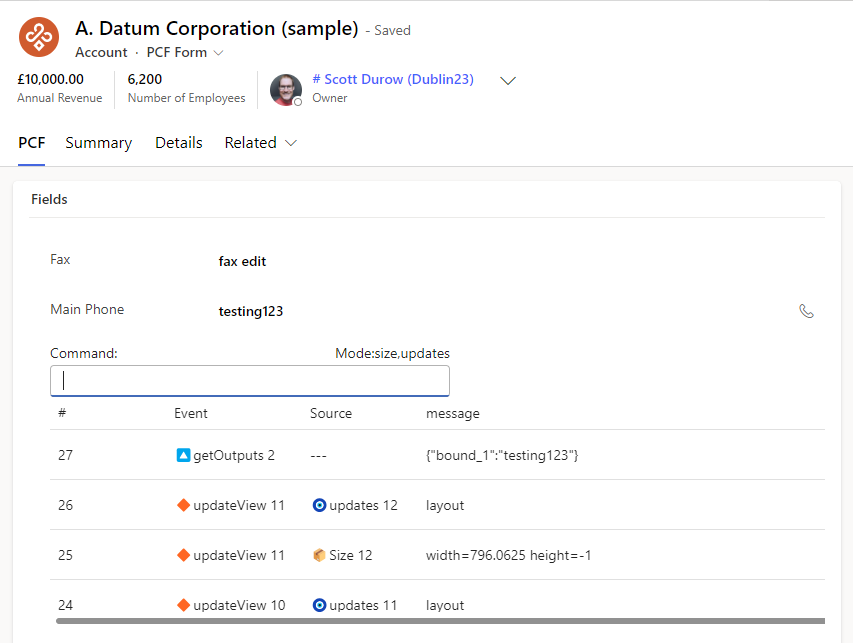 A. Datum Corporation (sample) - Saved
Account · PCF Form
£10,000.00 6,200 # Scott Durow (Dublin23)
Annual Revenue Number of Employees Owner
PCF Summary Details Related
Fields
Fax fax edit
Main Phone testing123
Command: Mode:size,updates
# Event Source message
27 getOutputs 2 --- {"bound_1":"testing123"}
26 updateView 11 updates 12 layout
25 updateView 11 Size 12 width=796.0625 height=-1
24 updateView 10 updates 11 layout